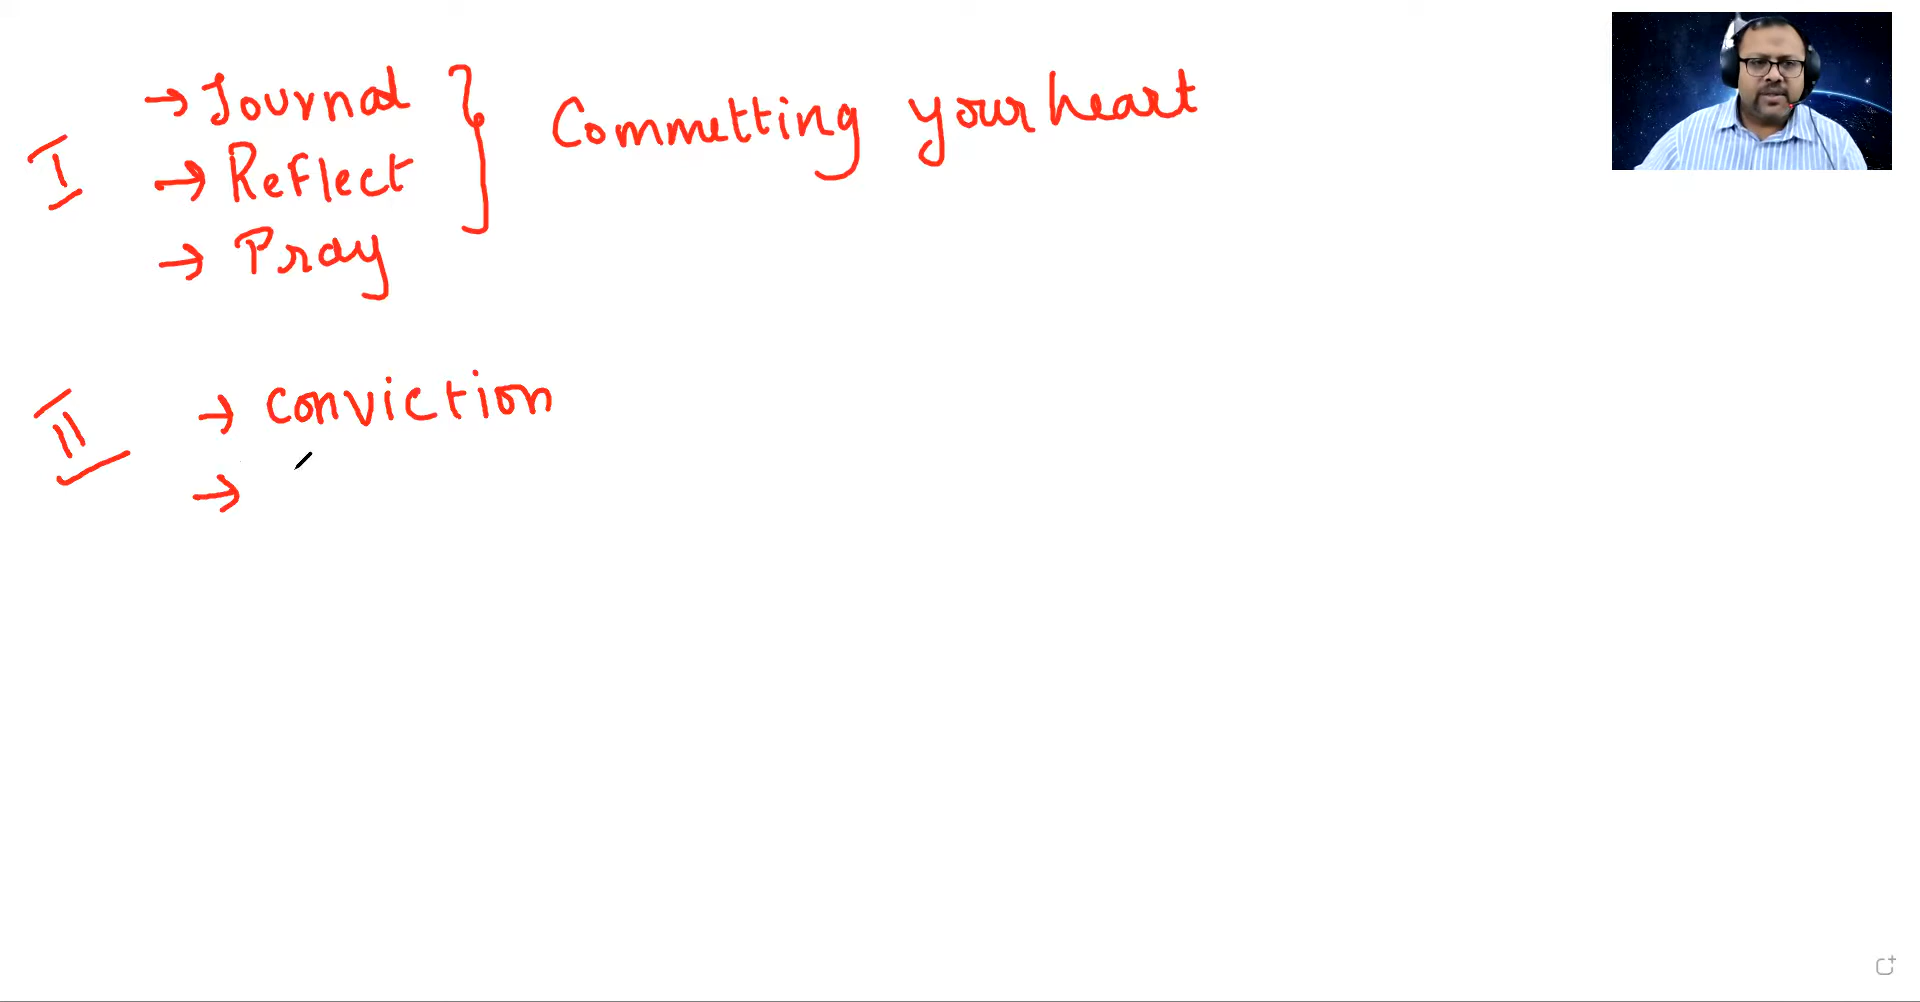 I
→ Journal } Commetting your heart
→ Reflect
→ Pray
II
→ Conviction
→